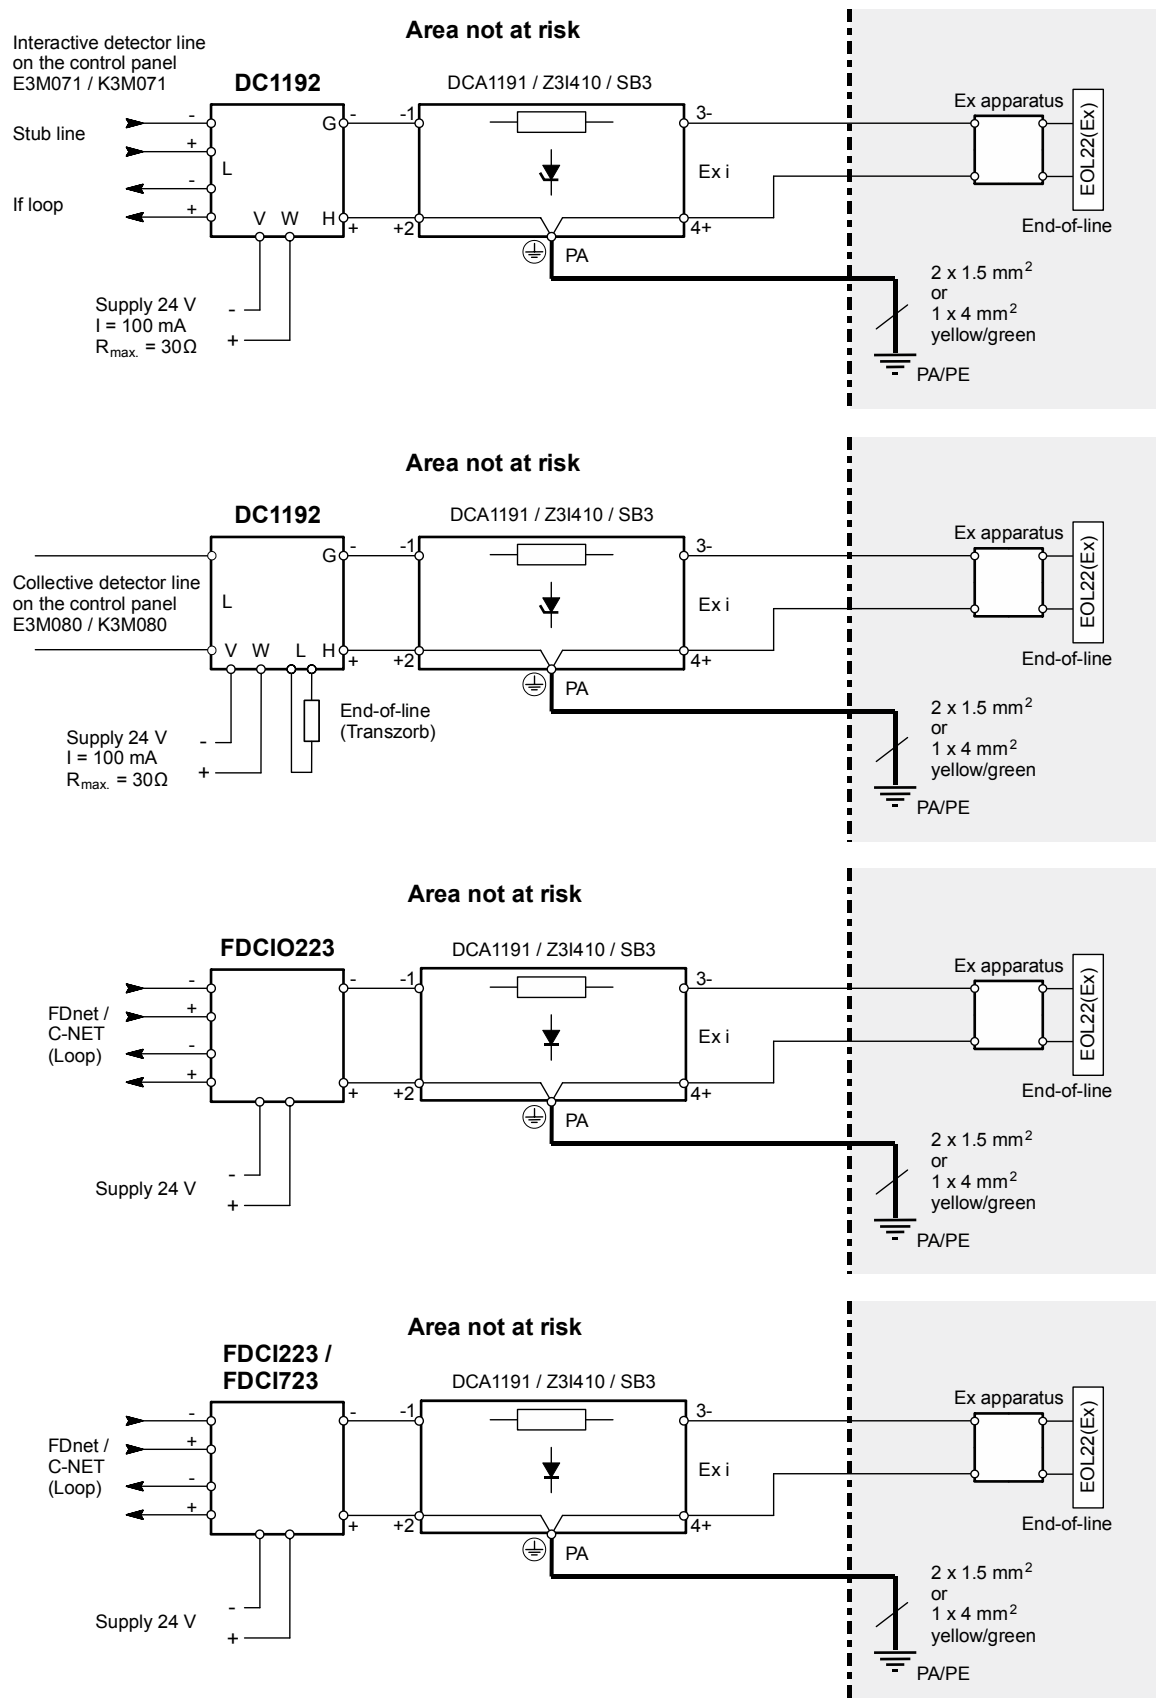 Area not at risk
Interactive detector line
on the control panel
E3M071 / K3M071
DC1192
DCA1191 / Z3I410 / SB3
Ex apparatus
EOL22(Ex)
Stub line
- G - -1 3-
+
L
Ex i
-
If loop
+ V W H + +2 4+
End-of-line
PA
Supply 24 V
I = 100 mA
Rmax. = 30Ω
-
+
2 x 1.5 mm²
or
1 x 4 mm²
yellow/green
PA/PE
Area not at risk
DC1192
DCA1191 / Z3I410 / SB3
Ex apparatus
EOL22(Ex)
G - -1 3-
Collective detector line
on the control panel
E3M080 / K3M080
L
Ex i
V W L H + +2 4+
End-of-line
PA
End-of-line
(Transzorb)
Supply 24 V
I = 100 mA
Rmax. = 30Ω
-
+
2 x 1.5 mm²
or
1 x 4 mm²
yellow/green
PA/PE
Area not at risk
FDCIO223
DCA1191 / Z3I410 / SB3
Ex apparatus
EOL22(Ex)
- - -1 3-
FDnet /
C-NET
(Loop)
+
-
Ex i
+ + +2 4+
End-of-line
PA
Supply 24 V
-
+
2 x 1.5 mm²
or
1 x 4 mm²
yellow/green
PA/PE
Area not at risk
FDCI223 /
FDCI723
DCA1191 / Z3I410 / SB3
Ex apparatus
EOL22(Ex)
- - -1 3-
FDnet /
C-NET
(Loop)
+
-
Ex i
+ + +2 4+
End-of-line
PA
Supply 24 V
-
+
2 x 1.5 mm²
or
1 x 4 mm²
yellow/green
PA/PE